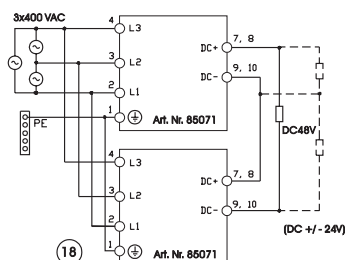 3x400 VAC
4 L3
7, 8
DC+
3 L2
9, 10
DC-
2 L1
PE
1
Art. Nr. 85071
DC48V
4 L3
7, 8
DC+
3 L2
9, 10
DC-
2 L1
(DC +/- 24V)
18
1
Art. Nr. 85071